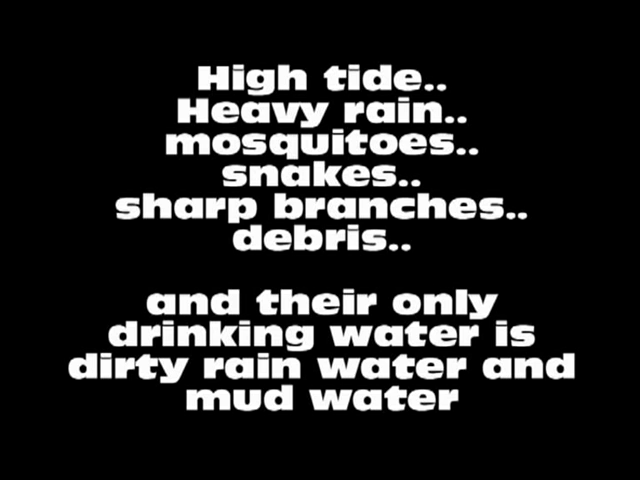 High tide..
Heavy rain..
mosquitoes..
snakes..
sharp branches..
debris..
and their only
drinking water is
dirty rain water and
mud water